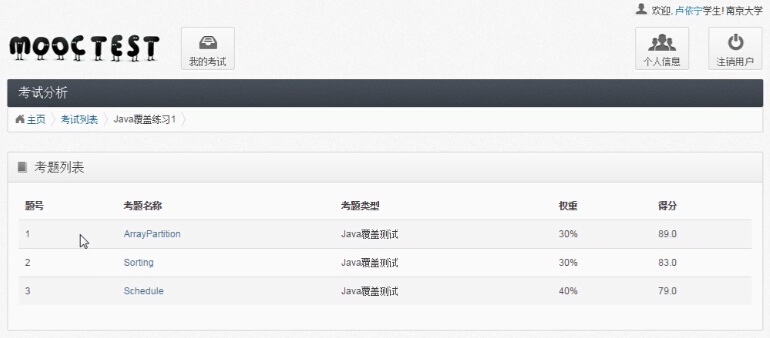 欢迎, 卢依宁学生! 南京大学
MOOCTEST
我的考试
个人信息
注销用户
考试分析
主页 考试列表 Java覆盖练习1
考题列表
题号 考题名称 考题类型 权重 得分
1 ArrayPartition Java覆盖测试 30% 89.0
2 Sorting Java覆盖测试 30% 83.0
3 Schedule Java覆盖测试 40% 79.0